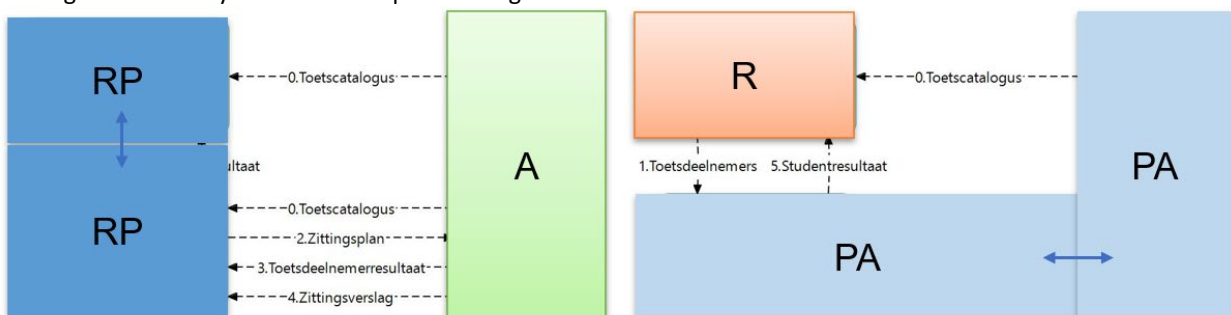 RP
0.Toetscatalogus
A
R
0.Toetscatalogus
PA
ultaat
1.Toetsdeelnemers
5.Studentresultaat
RP
0.Toetscatalogus
2.Zittingsplan
3.Toetsdeelnemerresultaat
4.Zittingsverslag
PA